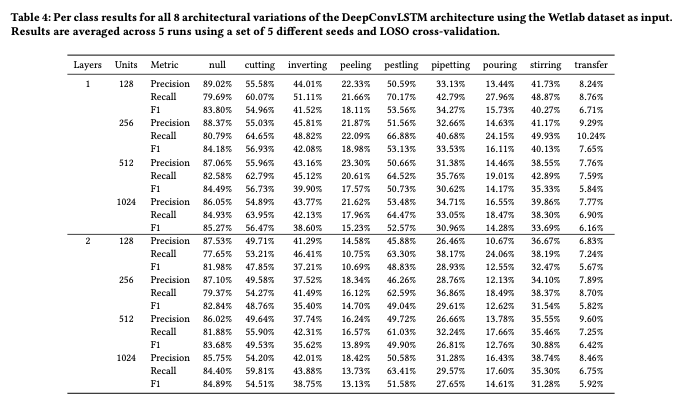 Table 4: Per class results for all 8 architectural variations of the DeepConvLSTM architecture using the Wetlab dataset as input.
Results are averaged across 5 runs using a set of 5 different seeds and LOSO cross-validation.
Layers Units Metric null cutting inverting peeling pestling pipetting pouring stirring transfer
1 128 Precision 89.02% 55.58% 44.01% 22.33% 50.59% 33.13% 13.44% 41.73% 8.24%
Recall 79.69% 60.07% 51.11% 21.66% 70.17% 42.79% 27.96% 48.87% 8.76%
F1 83.80% 54.96% 41.52% 18.11% 53.56% 34.27% 15.73% 40.27% 6.71%
256 Precision 88.37% 55.03% 45.81% 21.87% 51.56% 32.66% 14.63% 41.17% 9.29%
Recall 80.79% 64.65% 48.82% 22.09% 66.88% 40.68% 24.15% 49.93% 10.24%
F1 84.18% 56.93% 42.08% 18.98% 53.13% 33.53% 16.11% 40.13% 7.65%
512 Precision 87.06% 55.96% 43.16% 23.30% 50.66% 31.38% 14.46% 38.55% 7.76%
Recall 82.58% 62.79% 45.12% 20.61% 64.52% 35.76% 19.01% 42.89% 7.59%
F1 84.49% 56.73% 39.90% 17.57% 50.73% 30.62% 14.17% 35.33% 5.84%
1024 Precision 86.05% 54.89% 43.77% 21.62% 53.48% 34.71% 16.55% 39.86% 7.77%
Recall 84.93% 63.95% 42.13% 17.96% 64.47% 33.05% 18.47% 38.30% 6.90%
F1 85.27% 56.47% 38.60% 15.23% 52.57% 30.96% 14.28% 33.69% 6.16%
2 128 Precision 87.53% 49.71% 41.29% 14.58% 45.88% 26.46% 10.67% 36.67% 6.83%
Recall 77.65% 53.21% 46.41% 10.75% 63.30% 38.17% 24.06% 38.19% 7.24%
F1 81.98% 47.85% 37.21% 10.69% 48.83% 28.93% 12.55% 32.47% 5.67%
256 Precision 87.10% 49.58% 37.52% 18.34% 46.26% 28.76% 12.13% 34.10% 7.89%
Recall 79.37% 54.27% 41.49% 16.12% 62.59% 36.86% 18.49% 38.37% 8.70%
F1 82.84% 48.76% 35.40% 14.70% 49.04% 29.61% 12.62% 31.54% 5.82%
512 Precision 86.02% 49.64% 37.74% 16.24% 49.72% 26.66% 13.78% 35.55% 9.60%
Recall 81.88% 55.90% 42.31% 16.57% 61.03% 32.24% 17.66% 35.46% 7.25%
F1 83.68% 49.53% 35.62% 13.89% 49.90% 26.81% 12.76% 30.88% 6.42%
1024 Precision 85.75% 54.20% 42.01% 18.42% 50.58% 31.28% 16.43% 38.74% 8.46%
Recall 84.40% 59.81% 43.88% 13.73% 63.41% 29.57% 17.60% 35.30% 6.75%
F1 84.89% 54.51% 38.75% 13.13% 51.58% 27.65% 14.61% 31.28% 5.92%